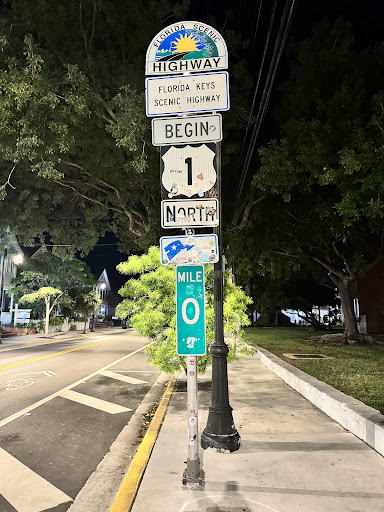 FLORIDA SCENIC
HIGHWAY
FLORIDA KEYS
SCENIC HIGHWAY
BEGIN
1
NORTH
MILE
0